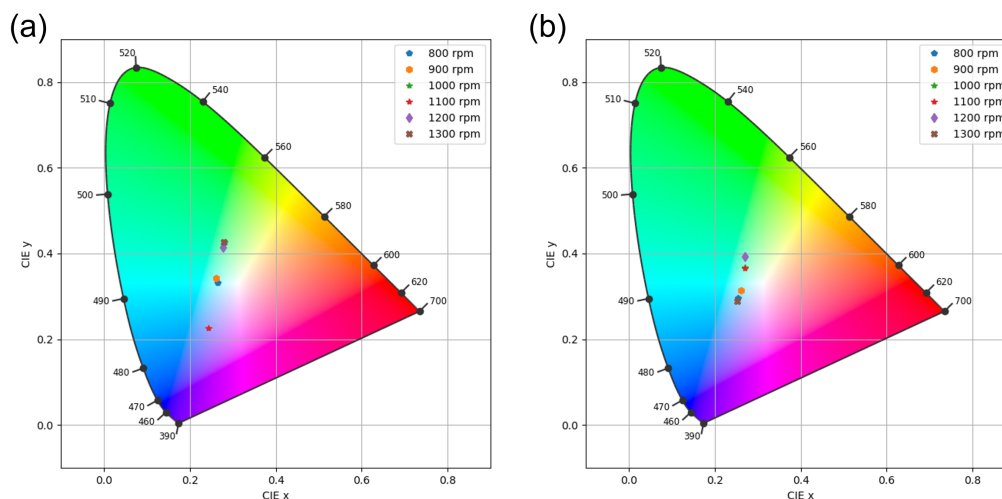 (a)
800 rpm
900 rpm
1000 rpm
1100 rpm
1200 rpm
1300 rpm
520
540
510
560
500
580
600
490
620
700
480
470
460
390
0.8
0.6
0.4
0.2
0.0
CIE y
0.0 0.2 0.4 0.6 0.8
CIE x
(b)
800 rpm
900 rpm
1000 rpm
1100 rpm
1200 rpm
1300 rpm
520
540
510
560
500
580
600
490
620
700
480
470
460
390
0.8
0.6
0.4
0.2
0.0
CIE y
0.0 0.2 0.4 0.6 0.8
CIE x